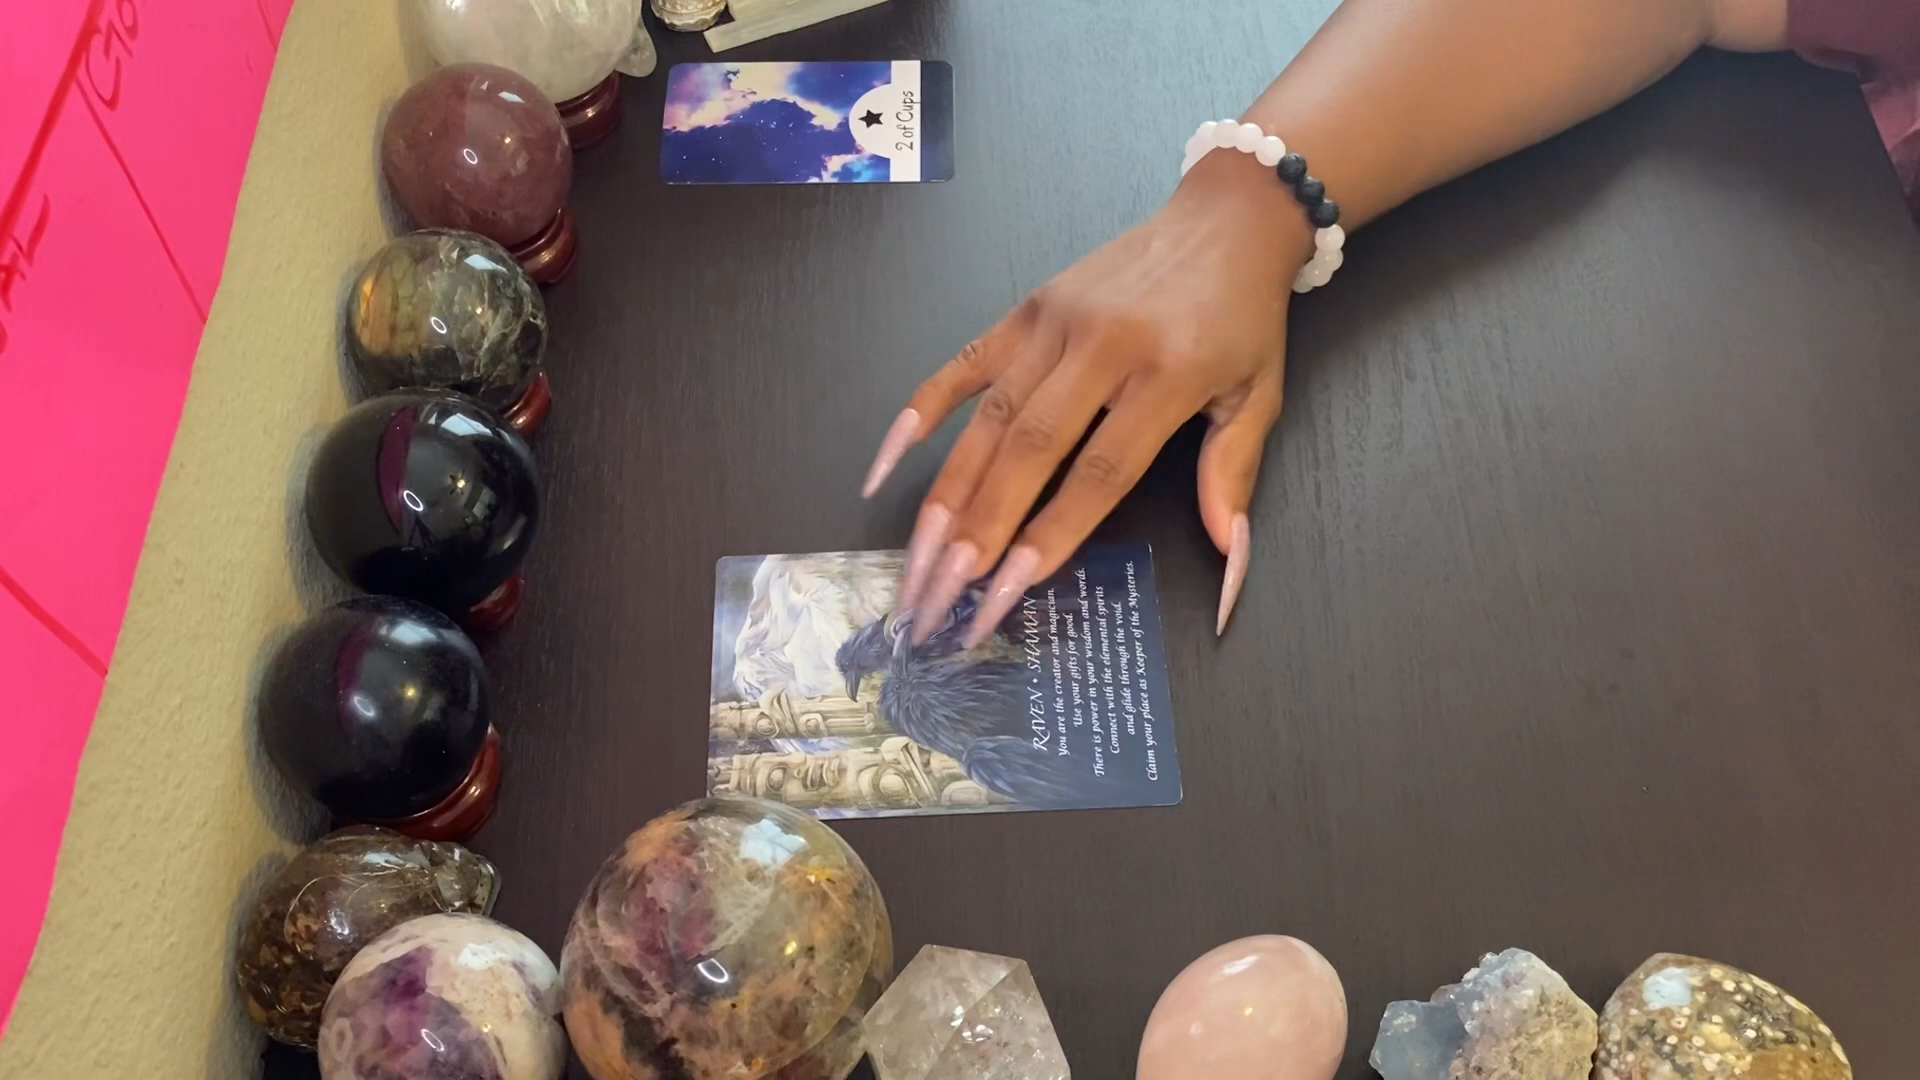 2 of Cups
RAVEN • SHAMAN
You are the creator and magician.
Use your gifts for good.
There is power in your wisdom and words.
Connect with the elemental spirits
and glide through the void.
Claim your place as Keeper of the Mysteries.